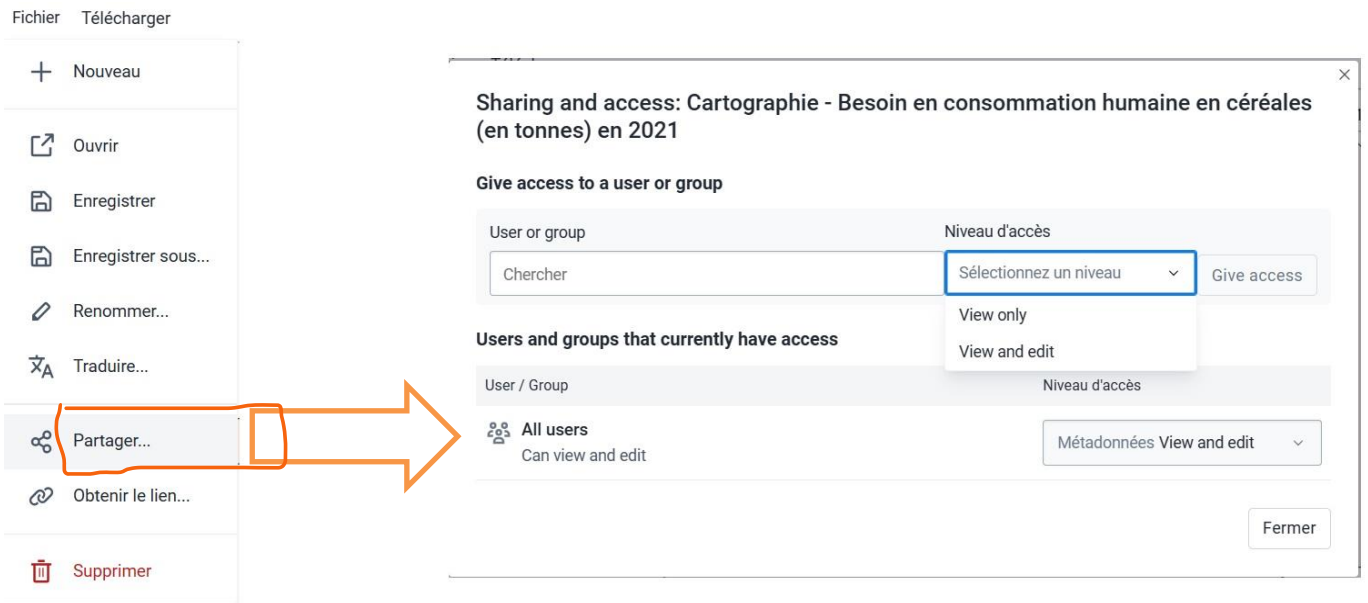 Fichier Télécharger
Nouveau
Ouvrir
Enregistrer
Enregistrer sous...
Renommer...
Traduire...
Partager...
Obtenir le lien...
Supprimer
Sharing and access: Cartographie - Besoin en consommation humaine en céréales
(en tonnes) en 2021
Give access to a user or group
User or group Niveau d'accès
Chercher Sélectionnez un niveau Give access
View only
View and edit
Users and groups that currently have access
User / Group Niveau d'accès
All users
Can view and edit
Métadonnées View and edit
Fermer